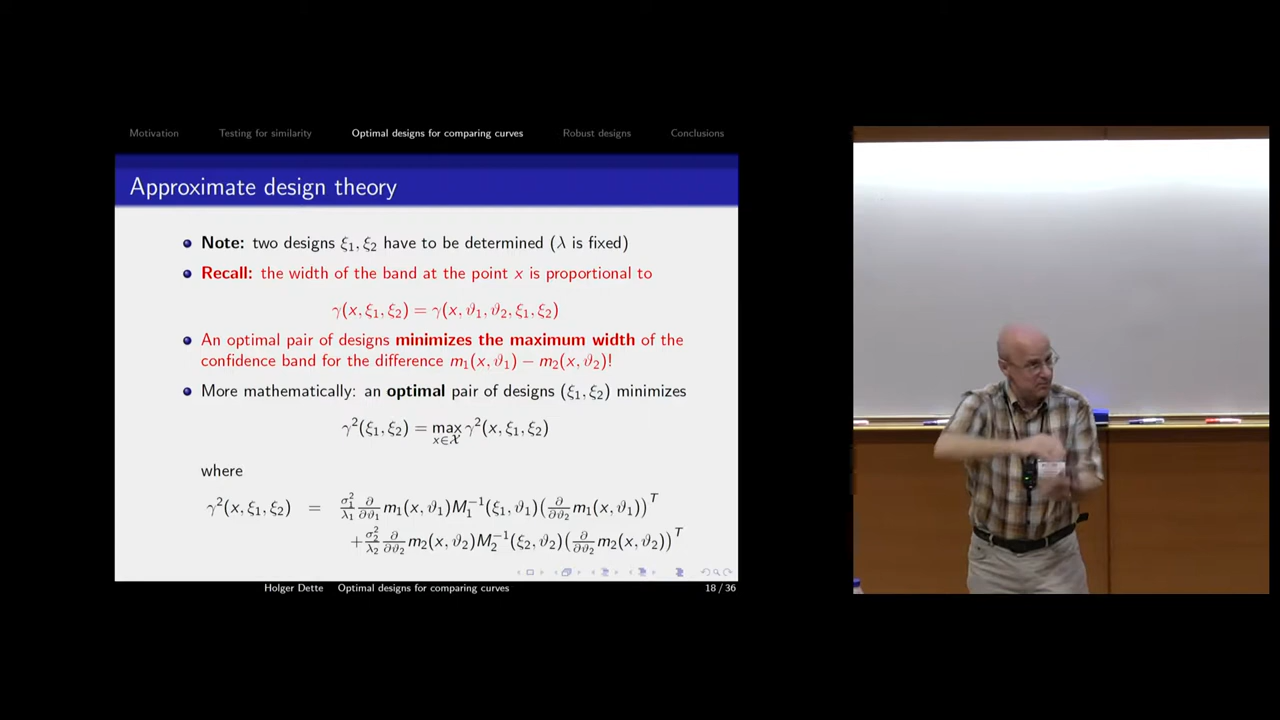 Motivation Testing for similarity Optimal designs for comparing curves Robust designs Conclusions
Approximate design theory
Note: two designs ξ₁, ξ₂ have to be determined (λ is fixed)
Recall: the width of the band at the point x is proportional to
γ(x, ξ₁, ξ₂) = γ(x, ϑ₁, ϑ₂, ξ₁, ξ₂)
An optimal pair of designs minimizes the maximum width of the
confidence band for the difference m₁(x, ϑ₁) − m₂(x, ϑ₂)!
More mathematically: an optimal pair of designs (ξ₁, ξ₂) minimizes
γ²(ξ₁, ξ₂) = max_{x∈𝒳} γ²(x, ξ₁, ξ₂)
where
γ²(x, ξ₁, ξ₂) = σ₁²/λ₁ ∂/∂ϑ₁ m₁(x, ϑ₁)M₁⁻¹(ξ₁, ϑ₁)(∂/∂ϑ₂ m₁(x, ϑ₁))ᵀ
+σ₂²/λ₂ ∂/∂ϑ₂ m₂(x, ϑ₂)M₂⁻¹(ξ₂, ϑ₂)(∂/∂ϑ₂ m₂(x, ϑ₂))ᵀ
Holger Dette Optimal designs for comparing curves 18 / 36